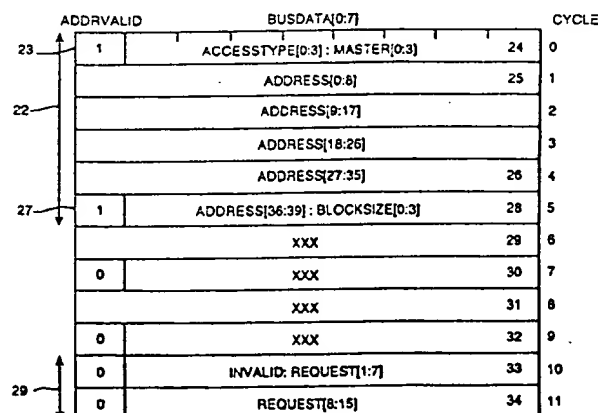 ADDRVALID BUSDATA[0:7] CYCLE
23 1 ACCESSTYPE[0:3] : MASTER[0:3] 24 0
ADDRESS[0:8] 25 1
22 ADDRESS[9:17] 2
ADDRESS[18:26] 3
ADDRESS[27:35] 26 4
27 1 ADDRESS[36:39] : BLOCKSIZE[0:3] 28 5
XXX 29 6
0 XXX 30 7
XXX 31 8
0 XXX 32 9
0 INVALID: REQUEST[1:7] 33 10
29 0 REQUEST[8:15] 34 11